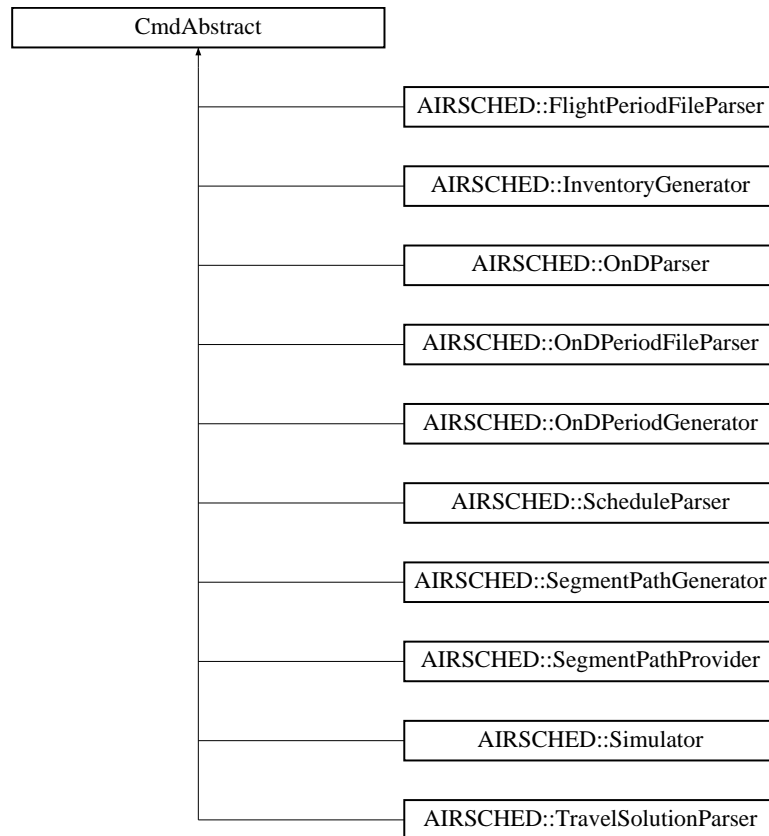 CmdAbstract
AIRSCHED::FlightPeriodFileParser
AIRSCHED::InventoryGenerator
AIRSCHED::OnDParser
AIRSCHED::OnDPeriodFileParser
AIRSCHED::OnDPeriodGenerator
AIRSCHED::ScheduleParser
AIRSCHED::SegmentPathGenerator
AIRSCHED::SegmentPathProvider
AIRSCHED::Simulator
AIRSCHED::TravelSolutionParser